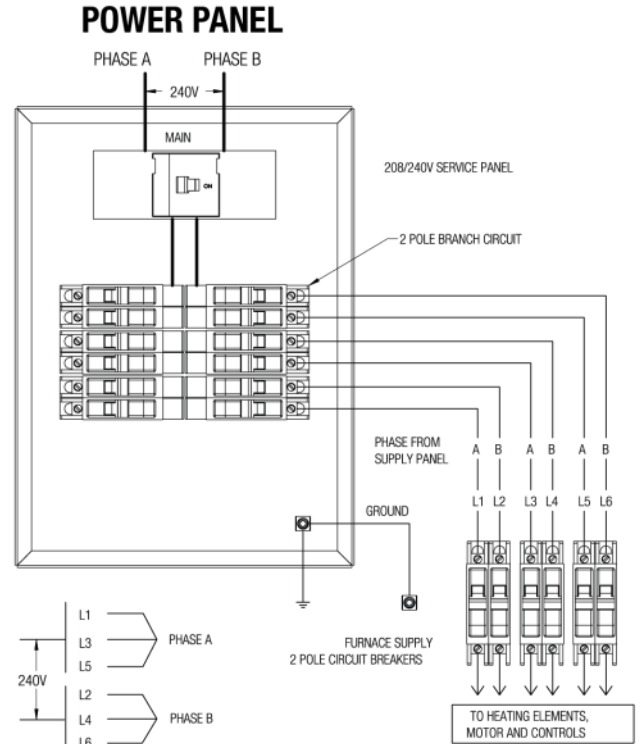 POWER PANEL
PHASE A
PHASE B
240V
MAIN
ON
208/240V SERVICE PANEL
2 POLE BRANCH CIRCUIT
PHASE FROM
SUPPLY PANEL
A B A B A B
L1 L2 L3 L4 L5 L6
GROUND
FURNACE SUPPLY
2 POLE CIRCUIT BREAKERS
L1
L3
L5
PHASE A
240V
L2
L4
L6
PHASE B
TO HEATING ELEMENTS,
MOTOR AND CONTROLS